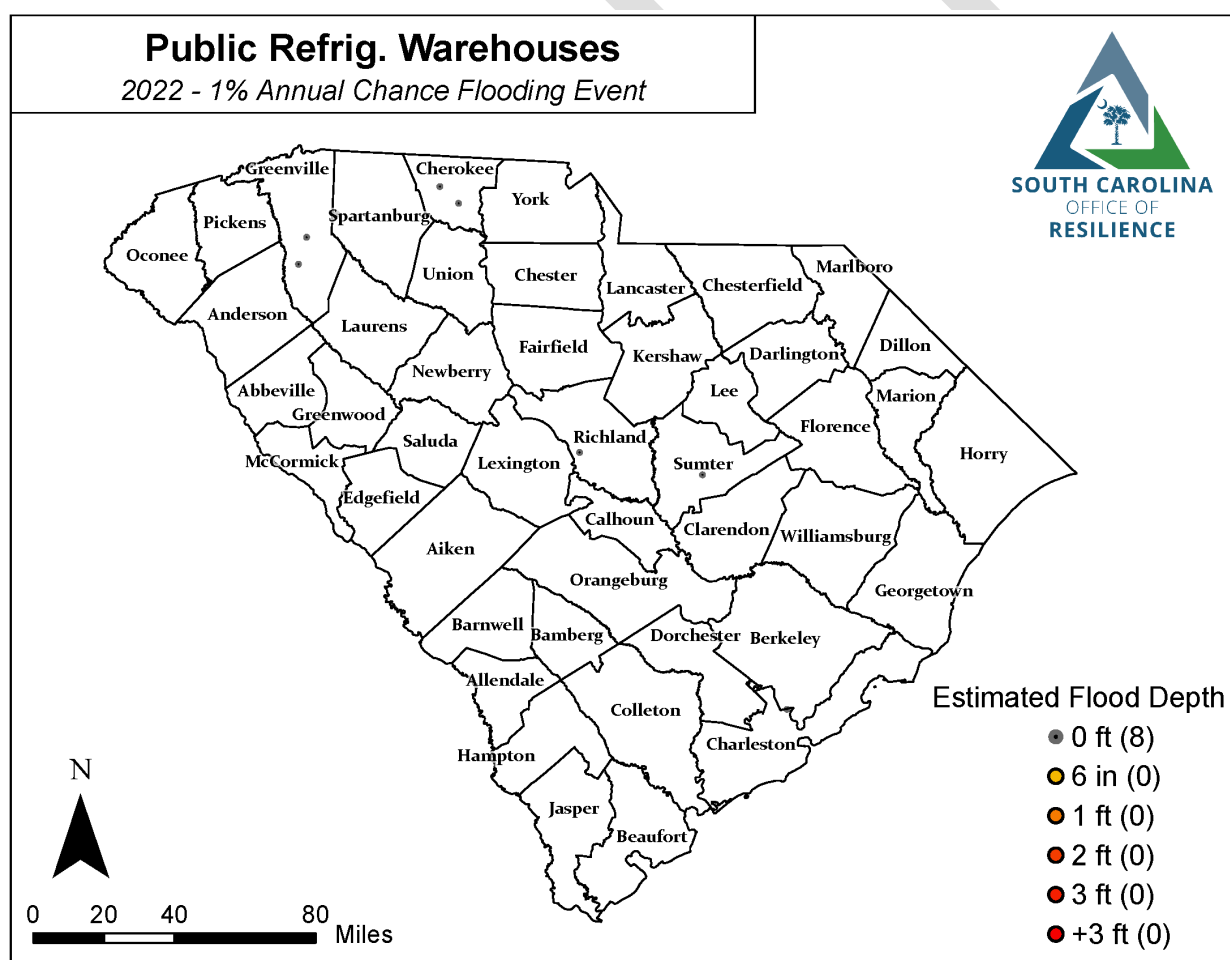 Public Refrig. Warehouses
2022 - 1% Annual Chance Flooding Event
SOUTH CAROLINA
OFFICE OF
RESILIENCE
Greenville
Cherokee
York
Spartanburg
Pickens
Oconee
Union
Chester
Lancaster
Chesterfield
Marlboro
Anderson
Laurens
Fairfield
Kershaw
Darlington
Dillon
Newberry
Abbeville
Greenwood
Lee
Marion
Saluda
Richland
Florence
Horry
McCormick
Lexington
Sumter
Edgefield
Calhoun
Clarendon
Williamsburg
Aiken
Orangeburg
Georgetown
Barnwell
Bamberg
Dorchester
Berkeley
Allendale
Colleton
Charleston
Hampton
Jasper
Beaufort
Estimated Flood Depth
0 ft (8)
6 in (0)
1 ft (0)
2 ft (0)
3 ft (0)
+3 ft (0)
N
0 20 40 80
Miles